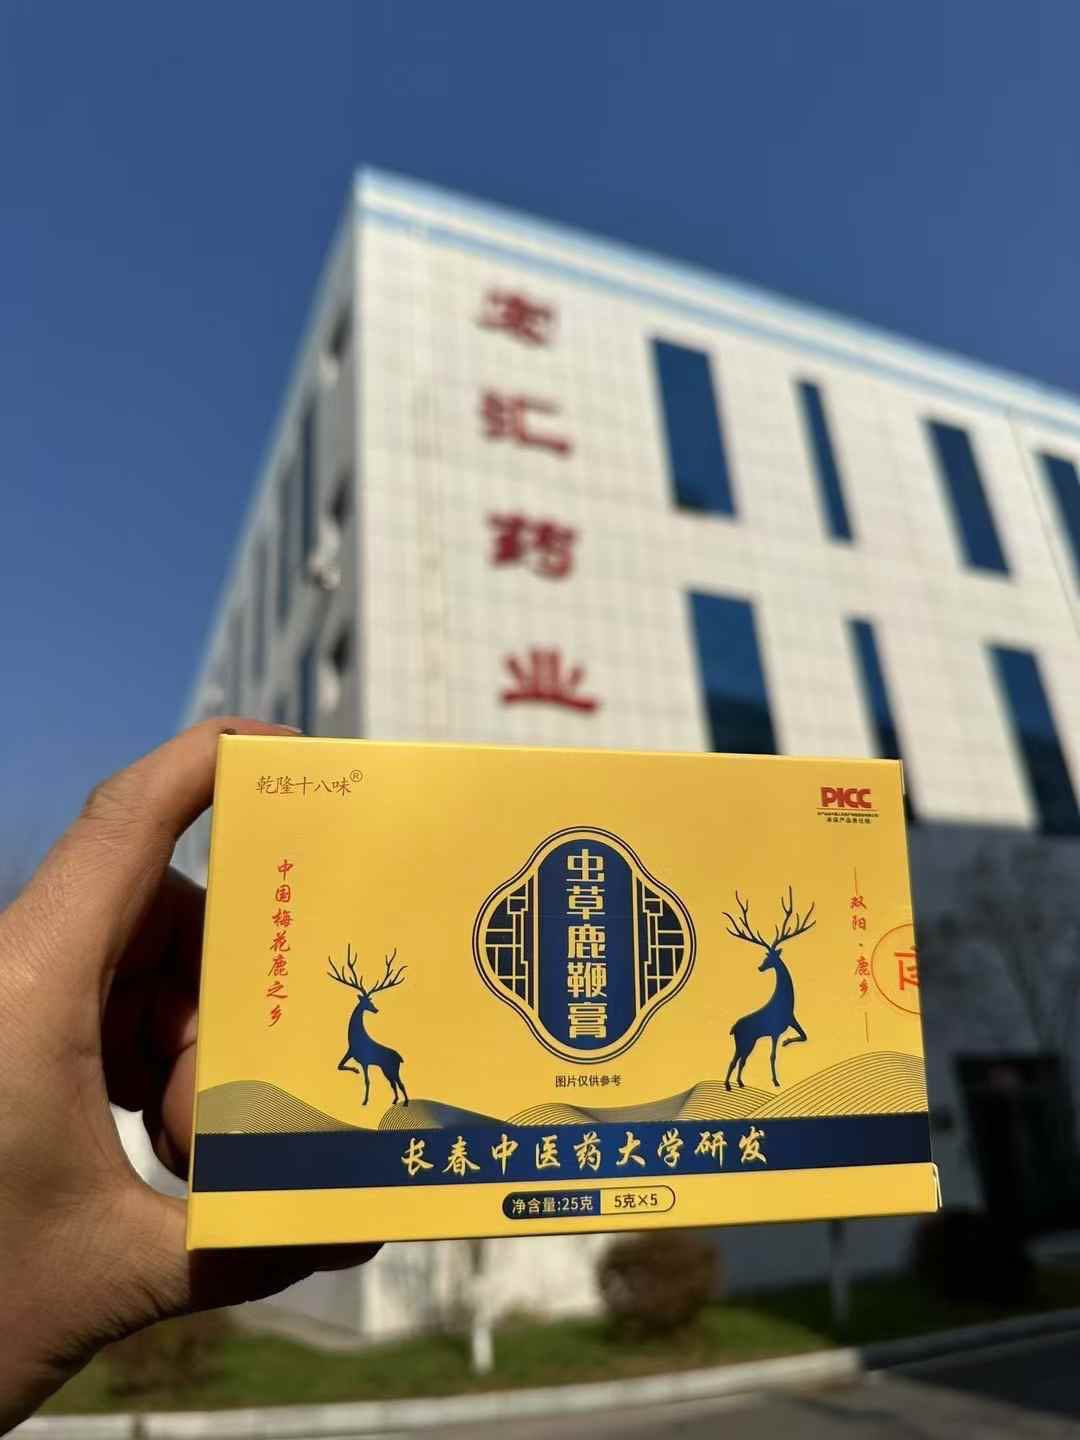 汇
药
业
乾隆十八味®
PICC
中国梅花鹿之乡
虫草鹿鞭膏
双阳·鹿乡
图片仅供参考
长春中医药大学研发
净含量:25克 5克×5